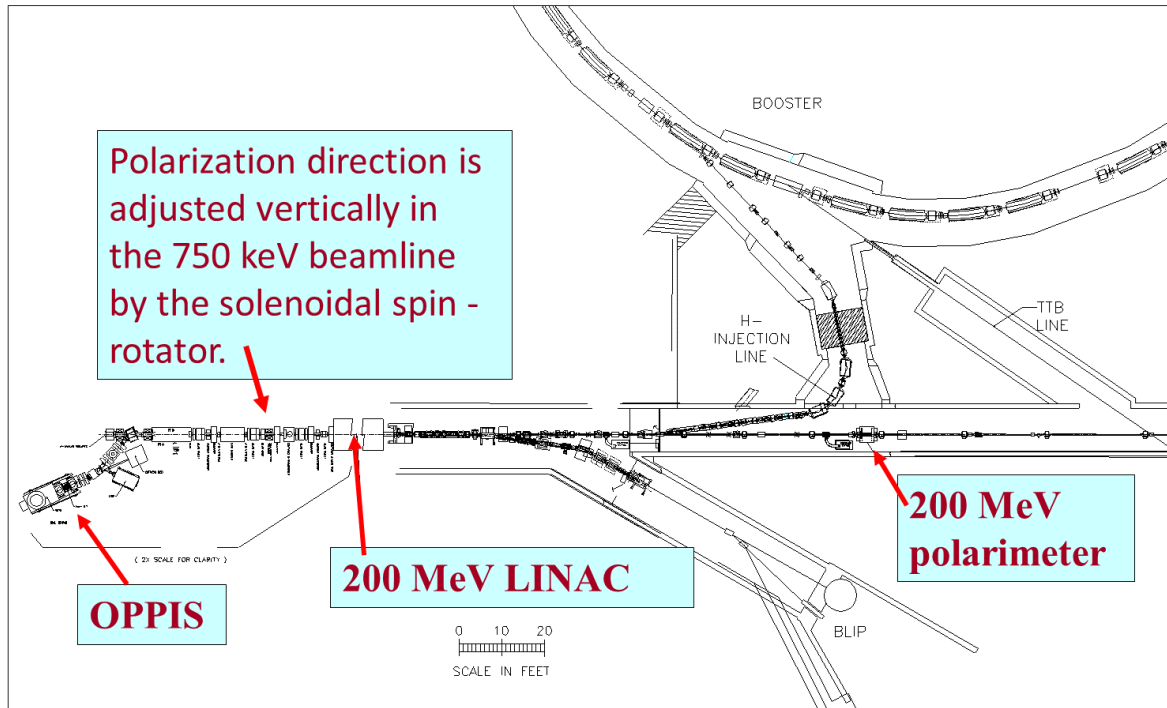 BOOSTER
Polarization direction is
adjusted vertically in
the 750 keV beamline
by the solenoidal spin -
rotator.
H-
INJECTION
LINE
TTB
LINE
( 2X SCALE FOR CLARITY )
OPPIS
200 MeV LINAC
200 MeV
polarimeter
BLIP
0 10 20
SCALE IN FEET